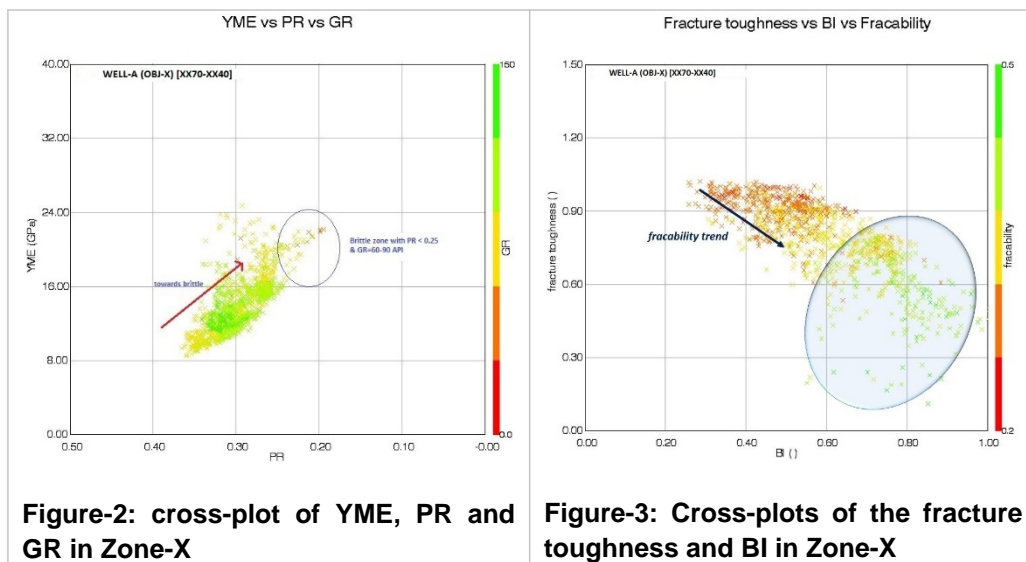 YME vs PR vs GR
WELL-A (OBJ-X) [XX70-XX40]
40.00
32.00
24.00
16.00
8.00
0.00
YME (GPa)
towards brittle
Brittle zone with PR < 0.25
& GR=60-90 API
0.50
0.40
0.30
0.20
0.10
-0.00
PR
150
GR
0.0
Figure-2: cross-plot of YME, PR and
GR in Zone-X
Fracture toughness vs BI vs Fracability
WELL-A (OBJ-X) [XX70-XX40]
1.50
1.20
0.90
0.60
0.30
0.00
fracture toughness ( )
fracability trend
0.00
0.20
0.40
0.60
0.80
1.00
BI ( )
0.5
fracability
0.2
Figure-3: Cross-plots of the fracture
toughness and BI in Zone-X